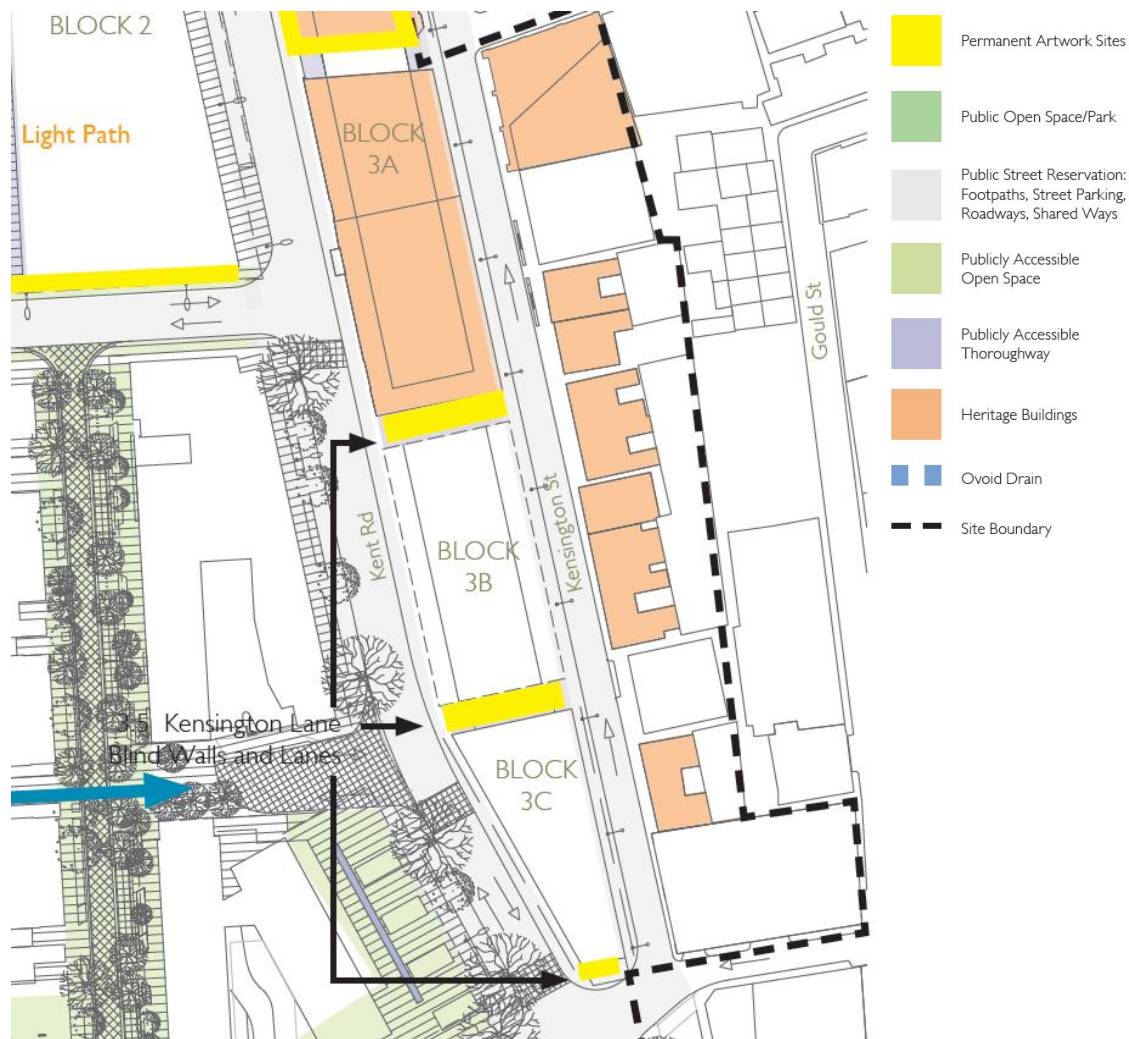 BLOCK 2
Light Path
BLOCK
3A
Kent Rd
BLOCK
3B
Kensington St
Gould St
3.5 Kensington Lane
Blind Walls and Lanes
BLOCK
3C
Permanent Artwork Sites
Public Open Space/Park
Public Street Reservation:
Footpaths, Street Parking,
Roadways, Shared Ways
Publicly Accessible
Open Space
Publicly Accessible
Thoroughway
Heritage Buildings
Ovoid Drain
Site Boundary